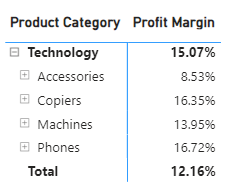 Product Category Profit Margin
Technology 15.07%
Accessories 8.53%
Copiers 16.35%
Machines 13.95%
Phones 16.72%
Total 12.16%